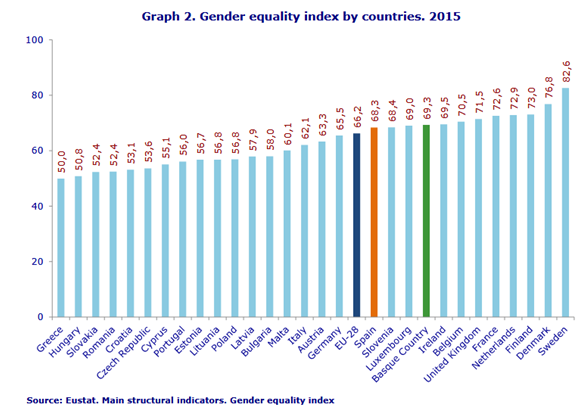 Graph 2. Gender equality index by countries. 2015
100
80
60
40
20
0
50,0
50,8
52,4
52,4
53,1
53,6
55,1
56,0
56,7
56,8
56,8
57,9
58,0
60,1
62,1
63,3
65,5
66,2
68,3
68,4
69,0
69,3
69,5
70,5
71,5
72,6
72,9
73,0
76,8
82,6
Greece
Hungary
Slovakia
Romania
Croatia
Czech Republic
Cyprus
Portugal
Estonia
Lituania
Poland
Latvia
Bulgaria
Malta
Italy
Austria
Germany
EU-28
Spain
Slovenia
Luxembourg
Basque Country
Ireland
Belgium
United Kingdom
France
Netherlands
Finland
Denmark
Sweden
Source: Eustat. Main structural indicators. Gender equality index